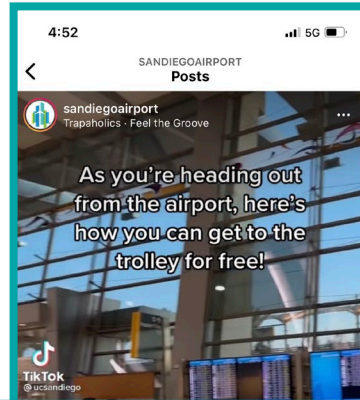 4:52
5G
SANDIEGOAIRPORT
Posts
sandiegoairport
Trapaholics · Feel the Groove
As you're heading out
from the airport, here's
how you can get to the
trolley for free!
TikTok
@ucsandiego